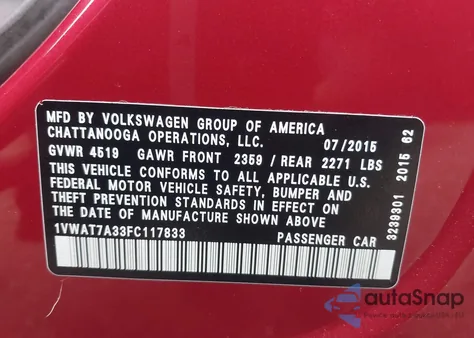 MFD BY VOLKSWAGEN GROUP OF AMERICA
CHATTANOOGA OPERATIONS, LLC. 07/2015
GVWR 4519 GAWR FRONT 2359 / REAR 2271 LBS
THIS VEHICLE CONFORMS TO ALL APPLICABLE U.S.
FEDERAL MOTOR VEHICLE SAFETY, BUMPER AND
THEFT PREVENTION STANDARDS IN EFFECT ON THE
DATE OF MANUFACTURE SHOWN ABOVE
1VWAT7A33FC117833 PASSENGER CAR
3239301 2015 62
autoSnap